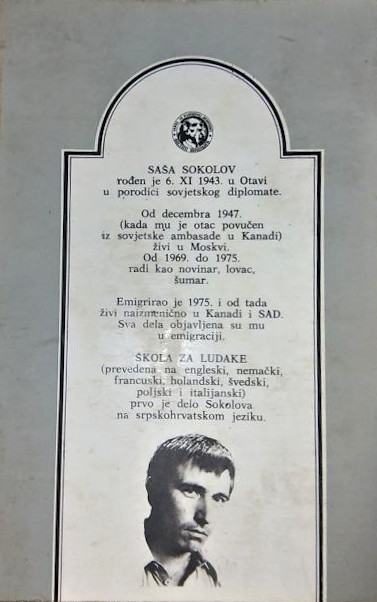 SAŠA SOKOLOV
rođen je 6. XI 1943. u Otavi
u porodici sovjetskog diplomate.
Od decembra 1947.
(kada mu je otac povučen
iz sovjetske ambasade u Kanadi)
živi u Moskvi.
Od 1969. do 1975.
radi kao novinar, lovac,
šumar.
Emigrirao je 1975. i od tada
živi naizmenično u Kanadi i SAD.
Sva dela objavljena su mu
u emigraciji.
ŠKOLA ZA LUDAKE
(prevedena na engleski, nemački,
francuski, holandski, švedski,
poljski i italijanski)
prvo je delo Sokolova
na srpskohrvatskom jeziku.